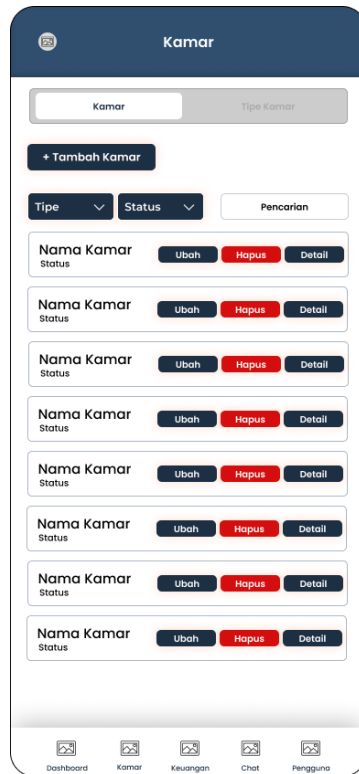 Kamar
Kamar Tipe Kamar
+ Tambah Kamar
Tipe Status Pencarian
Nama Kamar
Status
Ubah Hapus Detail
Nama Kamar
Status
Ubah Hapus Detail
Nama Kamar
Status
Ubah Hapus Detail
Nama Kamar
Status
Ubah Hapus Detail
Nama Kamar
Status
Ubah Hapus Detail
Nama Kamar
Status
Ubah Hapus Detail
Nama Kamar
Status
Ubah Hapus Detail
Nama Kamar
Status
Ubah Hapus Detail
Dashboard Kamar Keuangan Chat Pengguna